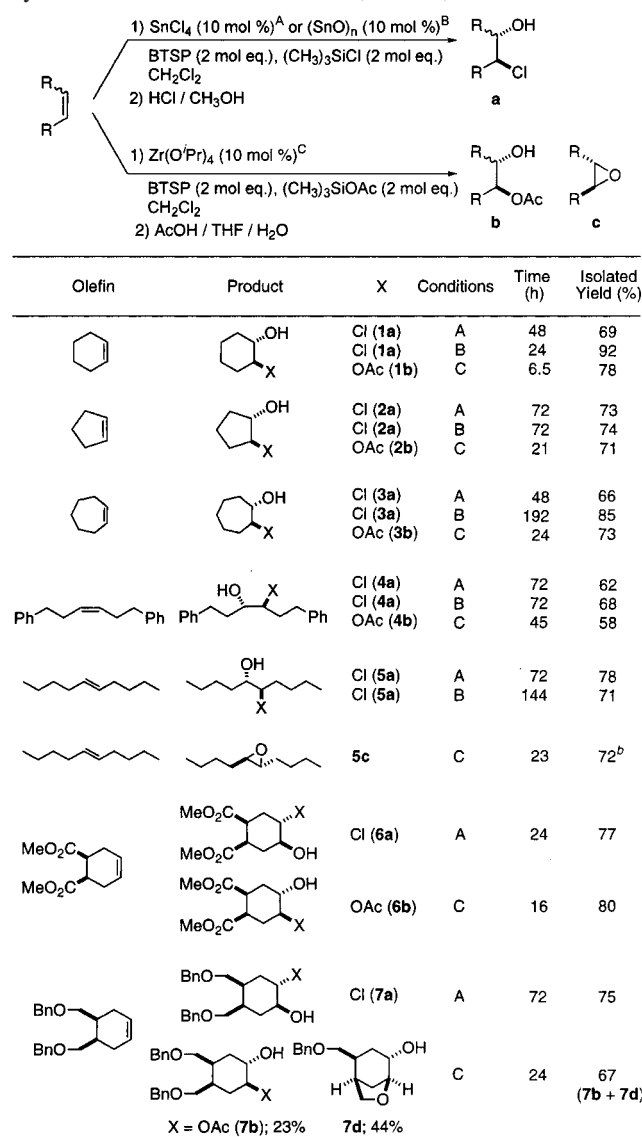 1) SnCl4 (10 mol %)A or (SnO)n (10 mol %)B
BTSP (2 mol eq.), (CH3)3SiCl (2 mol eq.)
CH2Cl2
2) HCl / CH3OH
R
R
R OH
R Cl
a
1) Zr(OiPr)4 (10 mol %)C
BTSP (2 mol eq.), (CH3)3SiOAc (2 mol eq.)
CH2Cl2
2) AcOH / THF / H2O
R OH
R OAc
b
R O
R
c
Olefin Product X Conditions Time (h) Isolated Yield (%)
OH
X
Cl (1a) A 48 69
Cl (1a) B 24 92
OAc (1b) C 6.5 78
OH
X
Cl (2a) A 72 73
Cl (2a) B 72 74
OAc (2b) C 21 71
OH
X
Cl (3a) A 48 66
Cl (3a) B 192 85
OAc (3b) C 24 73
Ph Ph
HO X
Ph Ph
Cl (4a) A 72 62
Cl (4a) B 72 68
OAc (4b) C 45 58
OH
X
Cl (5a) A 72 78
Cl (5a) B 144 71
O
5c C 23 72b
MeO2C
MeO2C
MeO2C X
MeO2C OH
Cl (6a) A 24 77
MeO2C OH
MeO2C X
OAc (6b) C 16 80
BnO
BnO
BnO X
BnO OH
Cl (7a) A 72 75
BnO OH
BnO X
BnO OH
H O H
C 24 67
(7b + 7d)
X = OAc (7b); 23% 7d; 44%